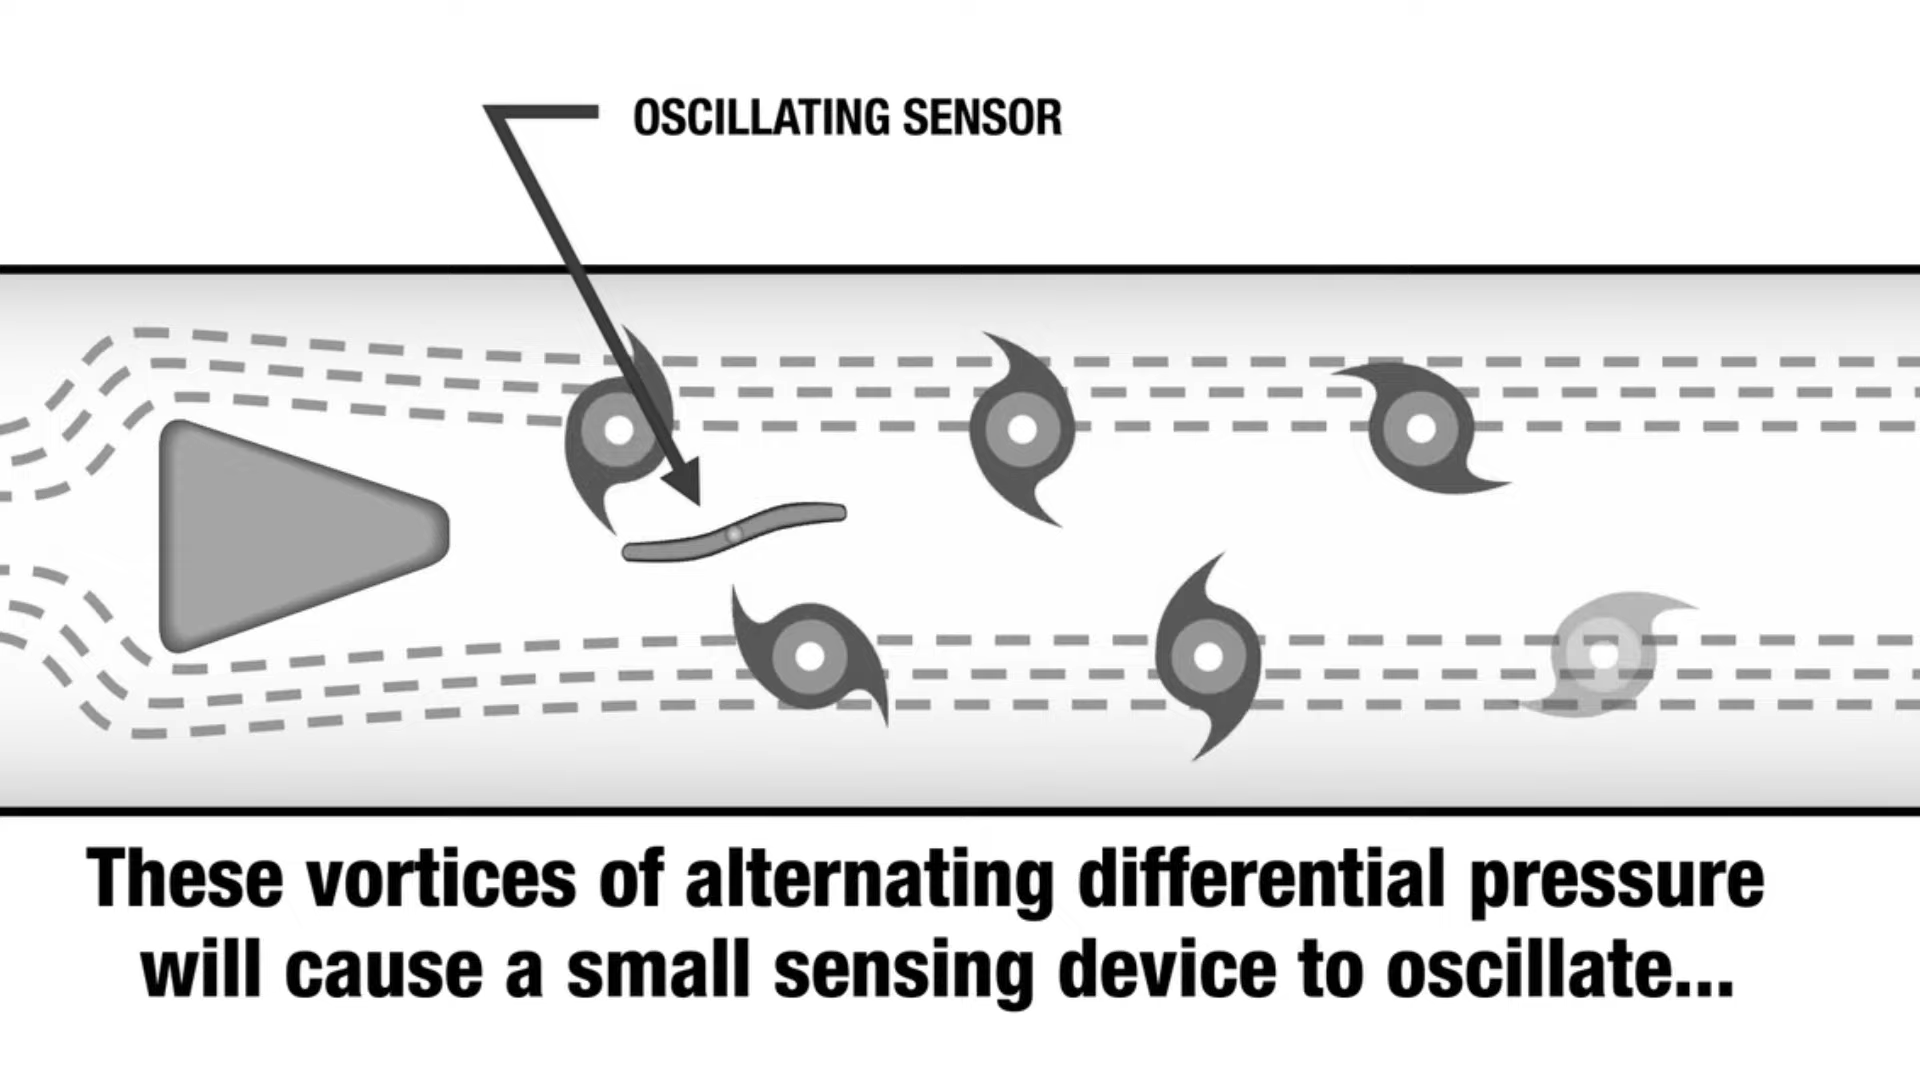 OSCILLATING SENSOR
These vortices of alternating differential pressure
will cause a small sensing device to oscillate...